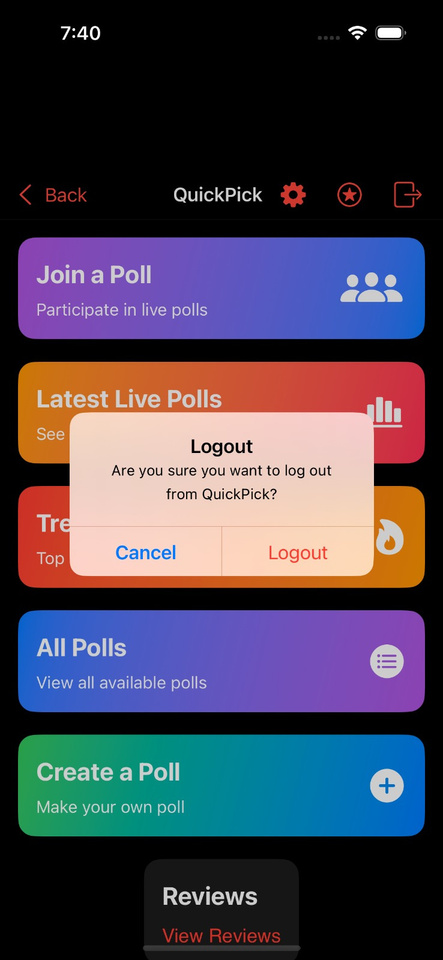 7:40
Back
QuickPick
Join a Poll
Participate in live polls
Latest Live Polls
See
Logout
Are you sure you want to log out
from QuickPick?
Cancel
Logout
Top
All Polls
View all available polls
Create a Poll
Make your own poll
Reviews
View Reviews